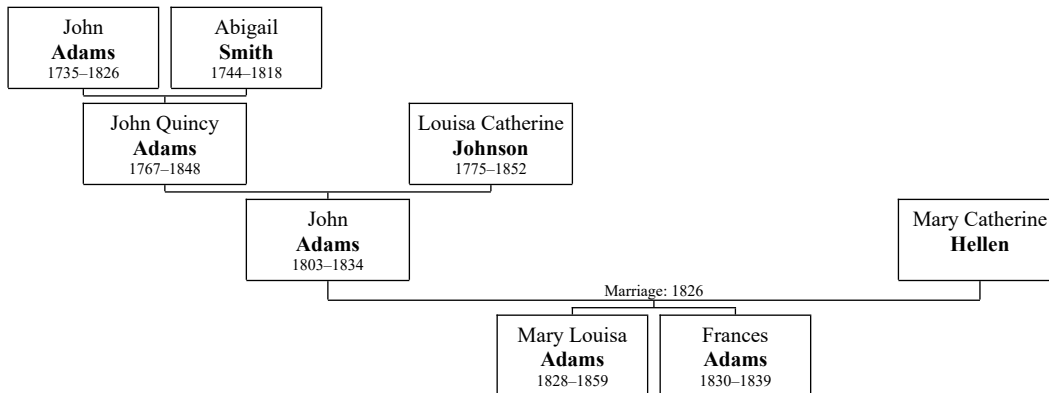 John
Adams
1735–1826
Abigail
Smith
1744–1818
John Quincy
Adams
1767–1848
Louisa Catherine
Johnson
1775–1852
John
Adams
1803–1834
Mary Catherine
Hellen
Marriage: 1826
Mary Louisa
Adams
1828–1859
Frances
Adams
1830–1839